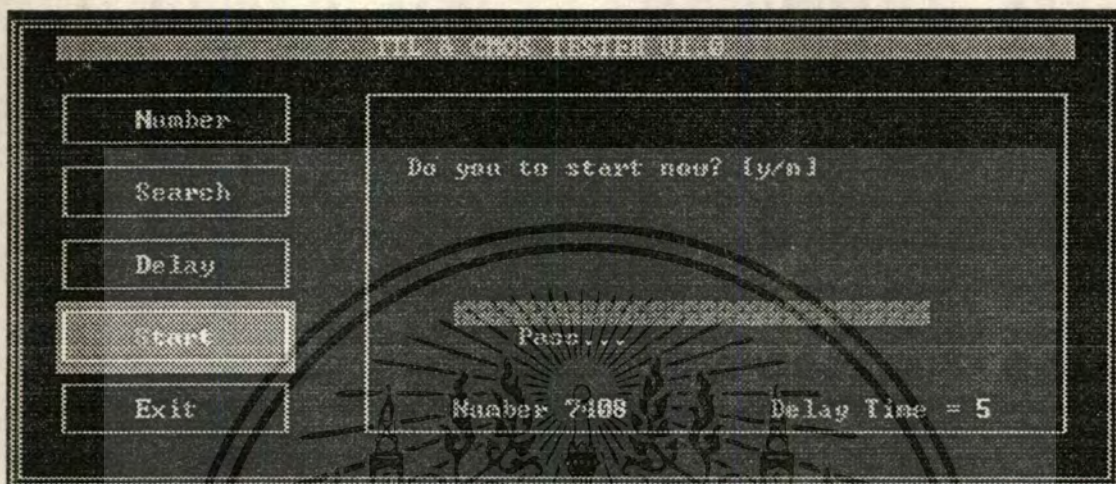 TTL & CMOS TESTER V1.0
Number
Search
Delay
Start
Exit
Do you to start now? [y/n]
Pass...
Number 7408
Delay Time = 5